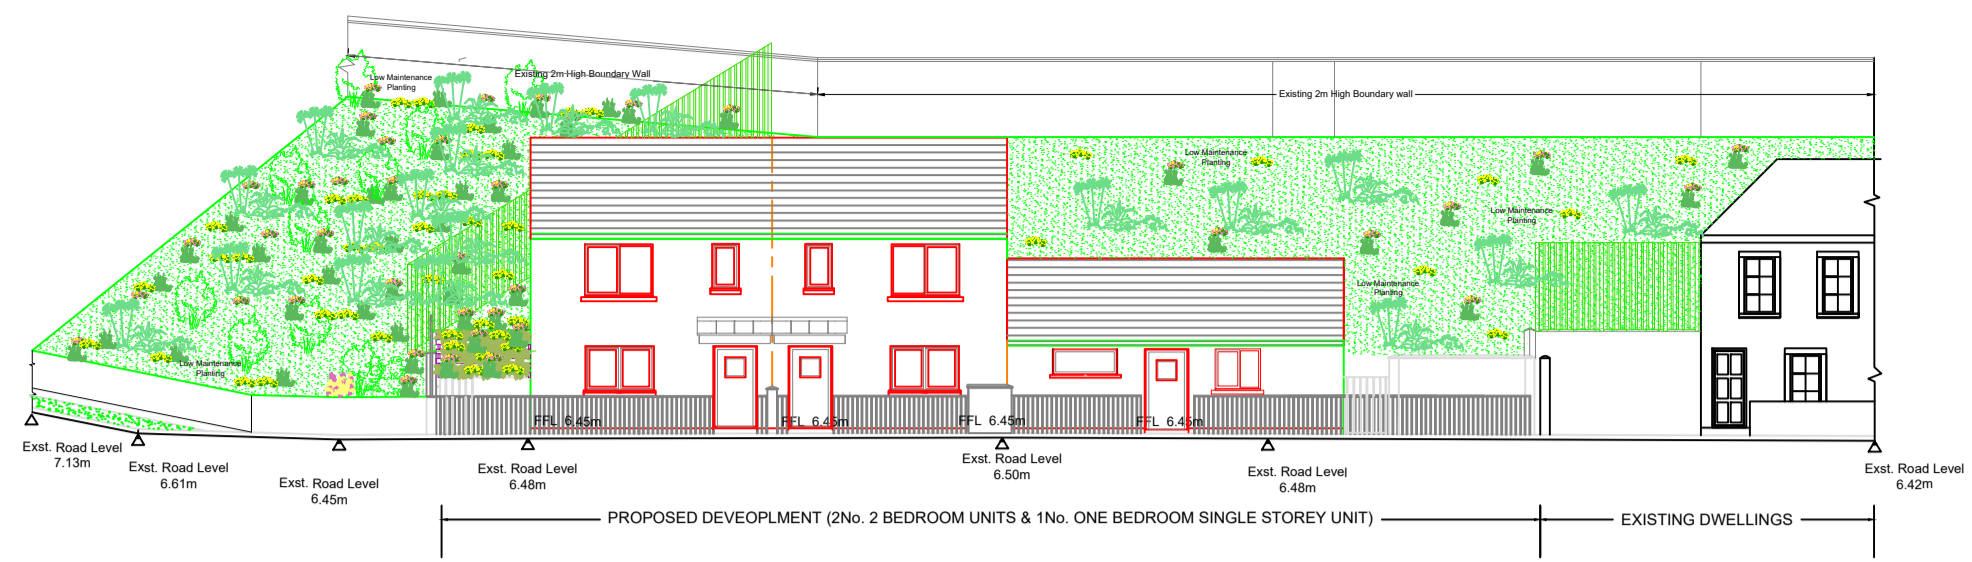 Low Maintenance
Planting
Existing 2m High Boundary Wall
Existing 2m High Boundary wall
Low Maintenance
Planting
Low Maintenance
Planting
Low Maintenance
Planting
Low Maintenance
Planting
FFL 6.45m
FFL 6.45m
FFL 6.45m
FFL 6.45m
Exst. Road Level
7.13m
Exst. Road Level
6.61m
Exst. Road Level
6.45m
Exst. Road Level
6.48m
Exst. Road Level
6.50m
Exst. Road Level
6.48m
Exst. Road Level
6.42m
PROPOSED DEVEOPLMENT (2No. 2 BEDROOM UNITS & 1No. ONE BEDROOM SINGLE STOREY UNIT)
EXISTING DWELLINGS